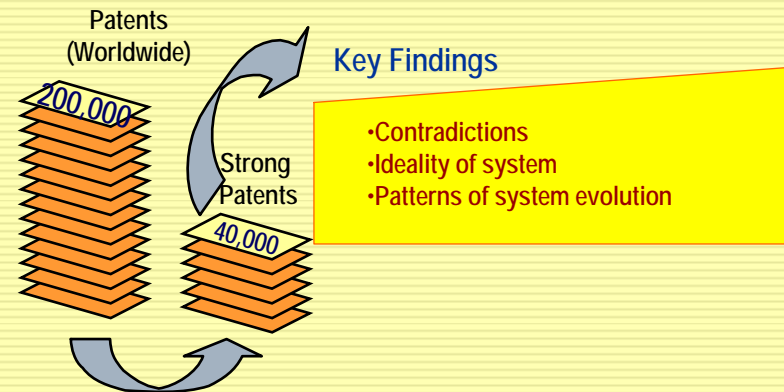 Patents
(Worldwide)
200,000
Strong
Patents
40,000
Key Findings
•Contradictions
•Ideality of system
•Patterns of system evolution